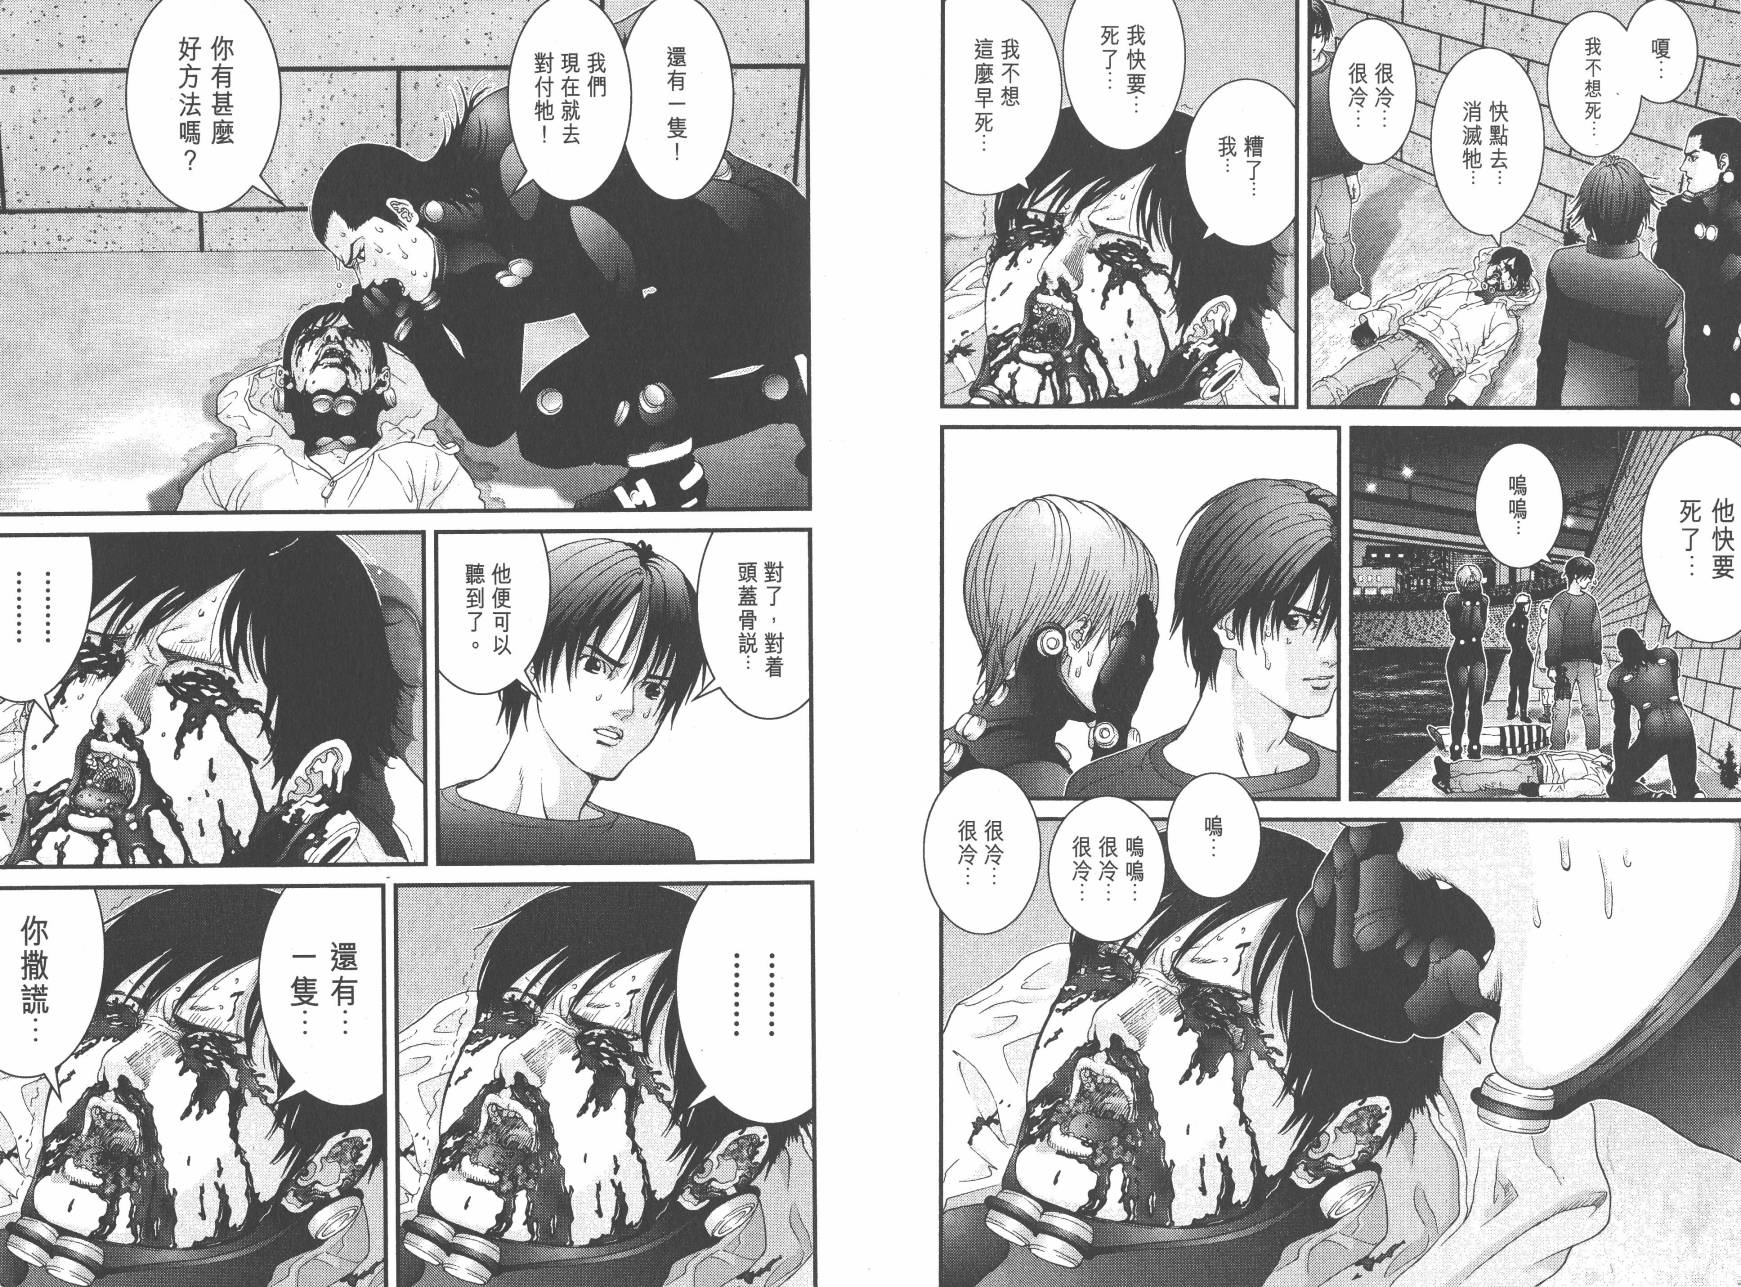 嗄…
我不想死…
快點去…
消滅牠…
很冷…
很冷…
糟了…
我…
我快要…
死了…
我不想
這麼早死…
他快要
死了…
嗚嗚…
嗚…
嗚嗚…
很冷…
很冷…
很冷…
很冷…
還有一隻！
我們
現在就去
對付牠！
你有甚麼
好方法嗎？
對了，對着
頭蓋骨說…
他便可以
聽到了。
………
………
………
………
還有…
一隻…
你撒謊…